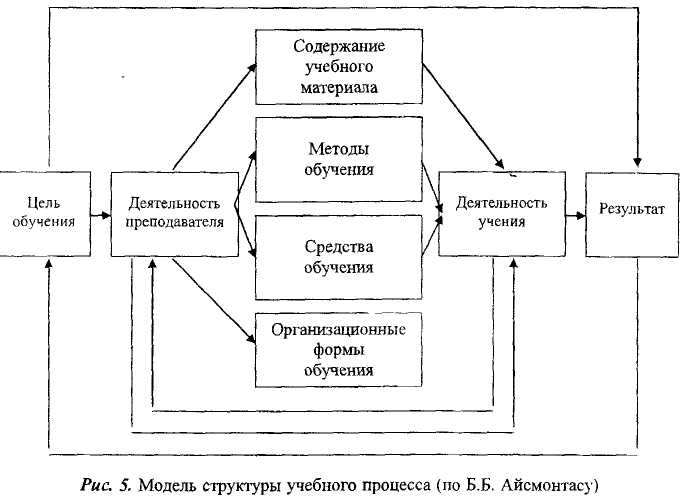 Содержание
учебного
материала
Методы
обучения
Цель
обучения
Деятельность
преподавателя
Деятельность
учения
Результат
Средства
обучения
Организационные
формы
обучения
Рис. 5. Модель структуры учебного процесса (по Б.Б. Айсмонтасу)